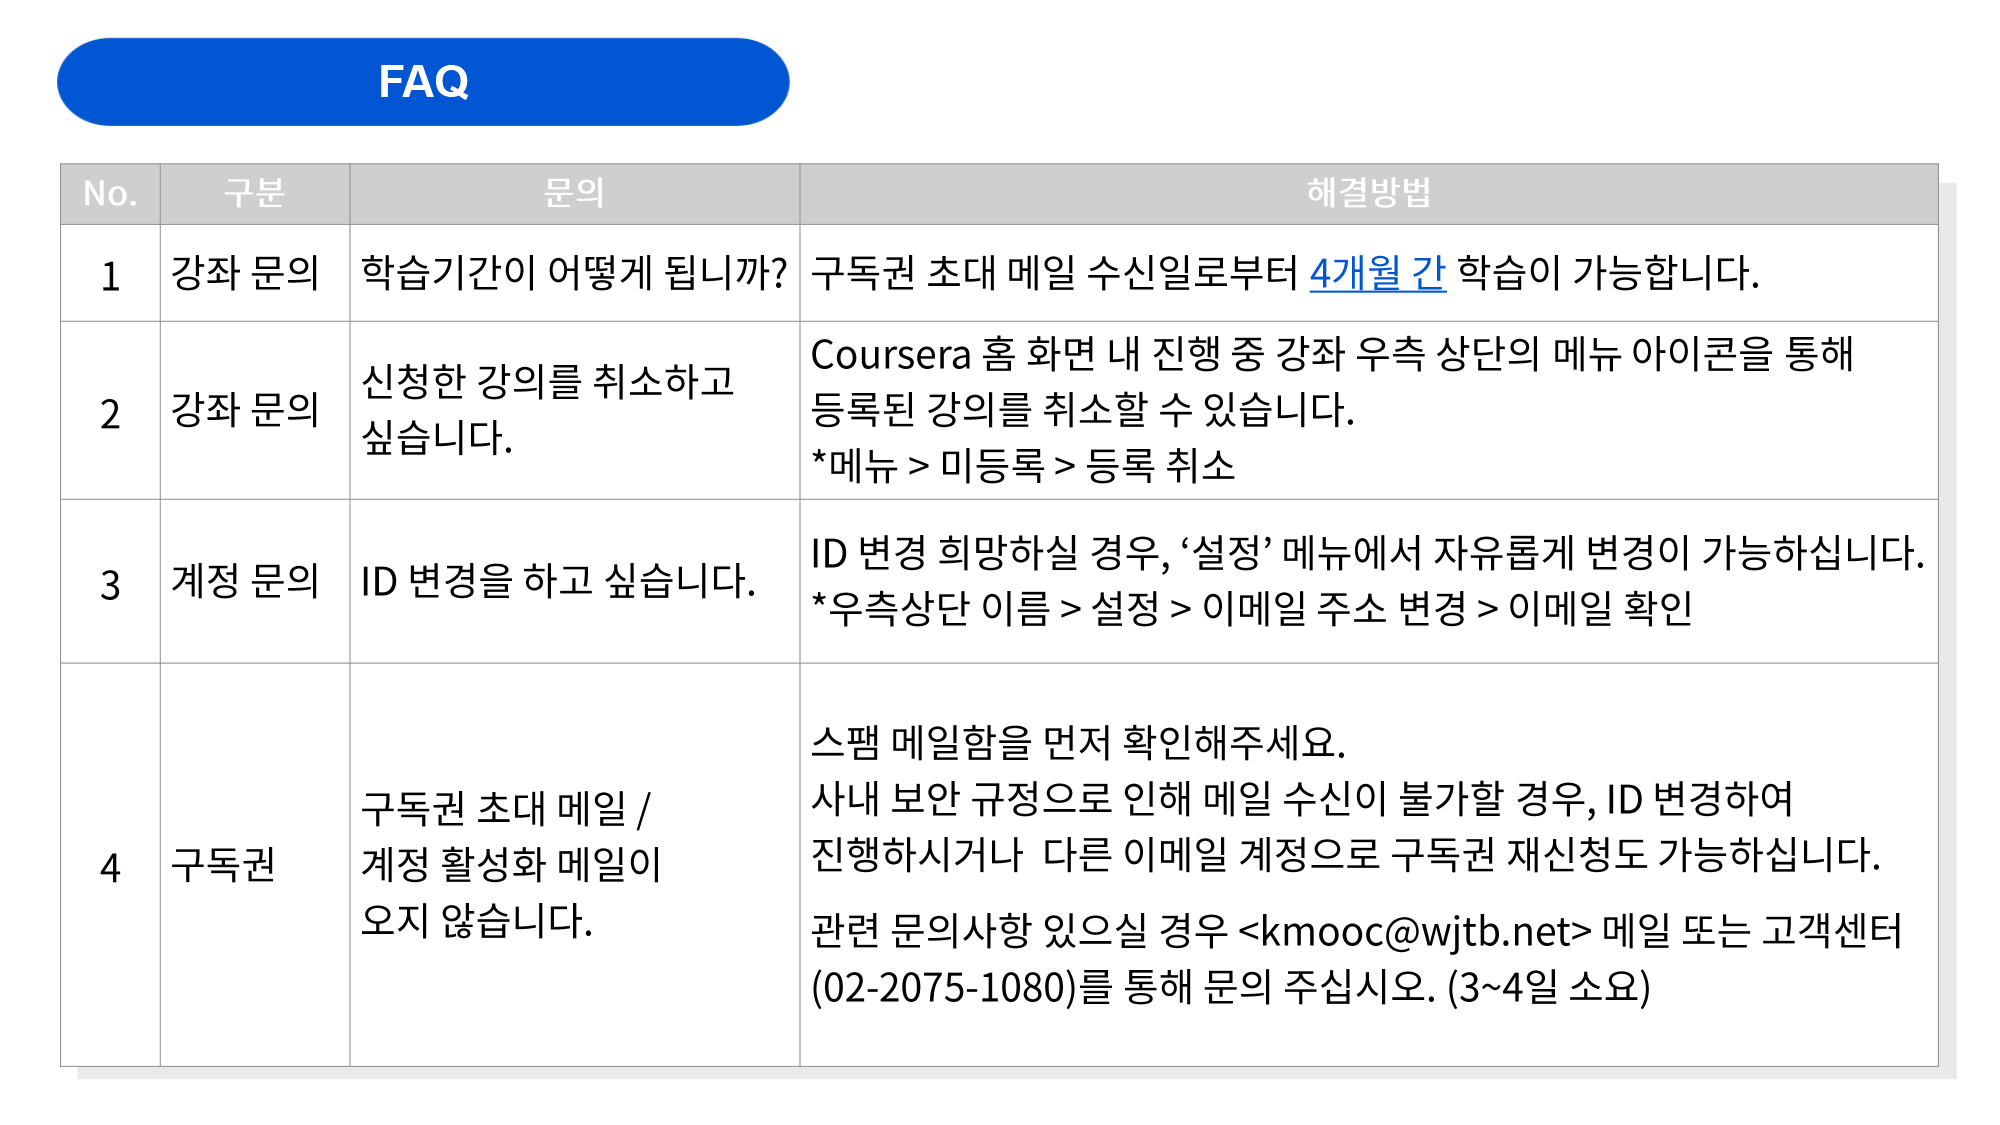 FAQ
No. 구분 문의 해결방법
1 강좌 문의 학습기간이 어떻게 됩니까? 구독권 초대 메일 수신일로부터 4개월 간 학습이 가능합니다.
2 강좌 문의
신청한 강의를 취소하고
싶습니다.
Coursera 홈 화면 내 진행 중 강좌 우측 상단의 메뉴 아이콘을 통해
등록된 강의를 취소할 수 있습니다.
*메뉴 > 미등록 > 등록 취소
3 계정 문의 ID 변경을 하고 싶습니다.
ID 변경 희망하실 경우, ‘설정’ 메뉴에서 자유롭게 변경이 가능하십니다.
*우측상단 이름 > 설정 > 이메일 주소 변경 > 이메일 확인
4 구독권
구독권 초대 메일 /
계정 활성화 메일이
오지 않습니다.
스팸 메일함을 먼저 확인해주세요.
사내 보안 규정으로 인해 메일 수신이 불가할 경우, ID 변경하여
진행하시거나 다른 이메일 계정으로 구독권 재신청도 가능하십니다.
관련 문의사항 있으실 경우 <kmooc@wjtb.net> 메일 또는 고객센터
(02-2075-1080)를 통해 문의 주십시오. (3~4일 소요)